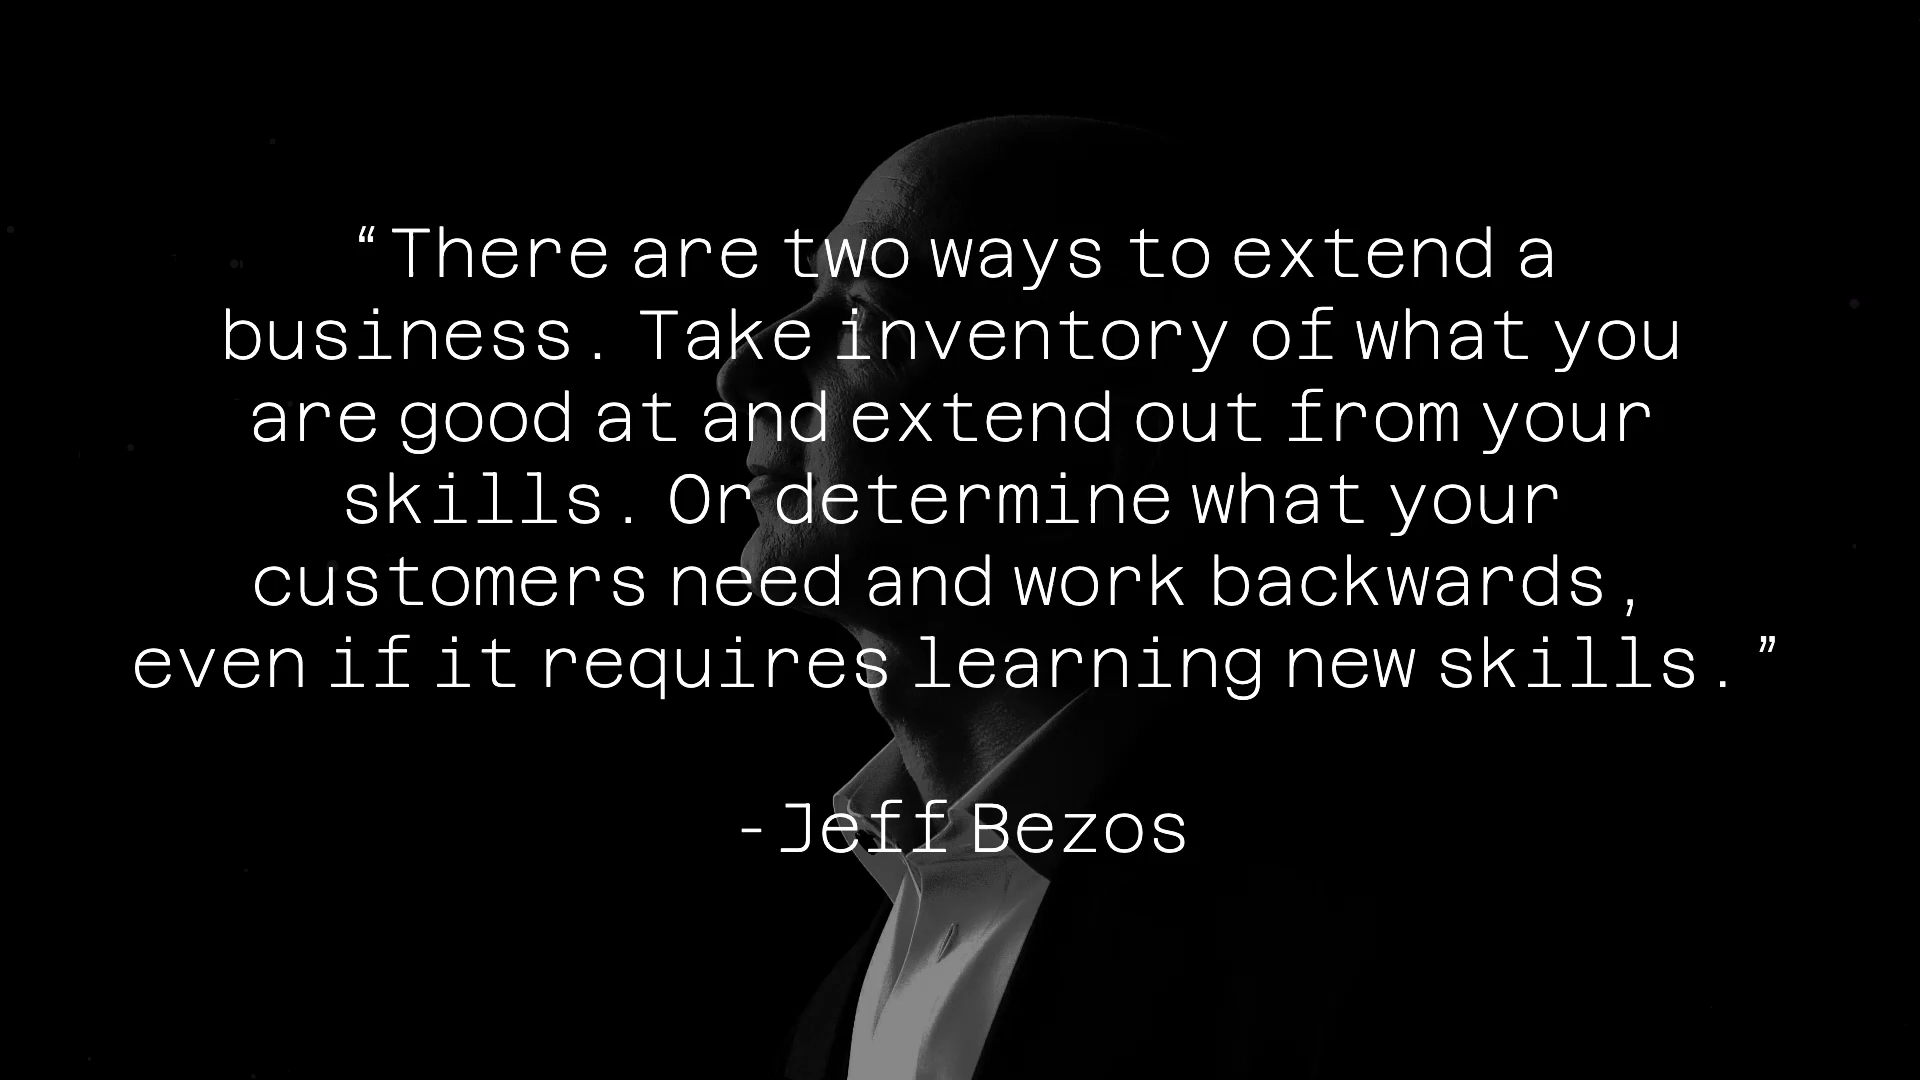 “There are two ways to extend a
business. Take inventory of what you
are good at and extend out from your
skills. Or determine what your
customers need and work backwards,
even if it requires learning new skills.”
-Jeff Bezos